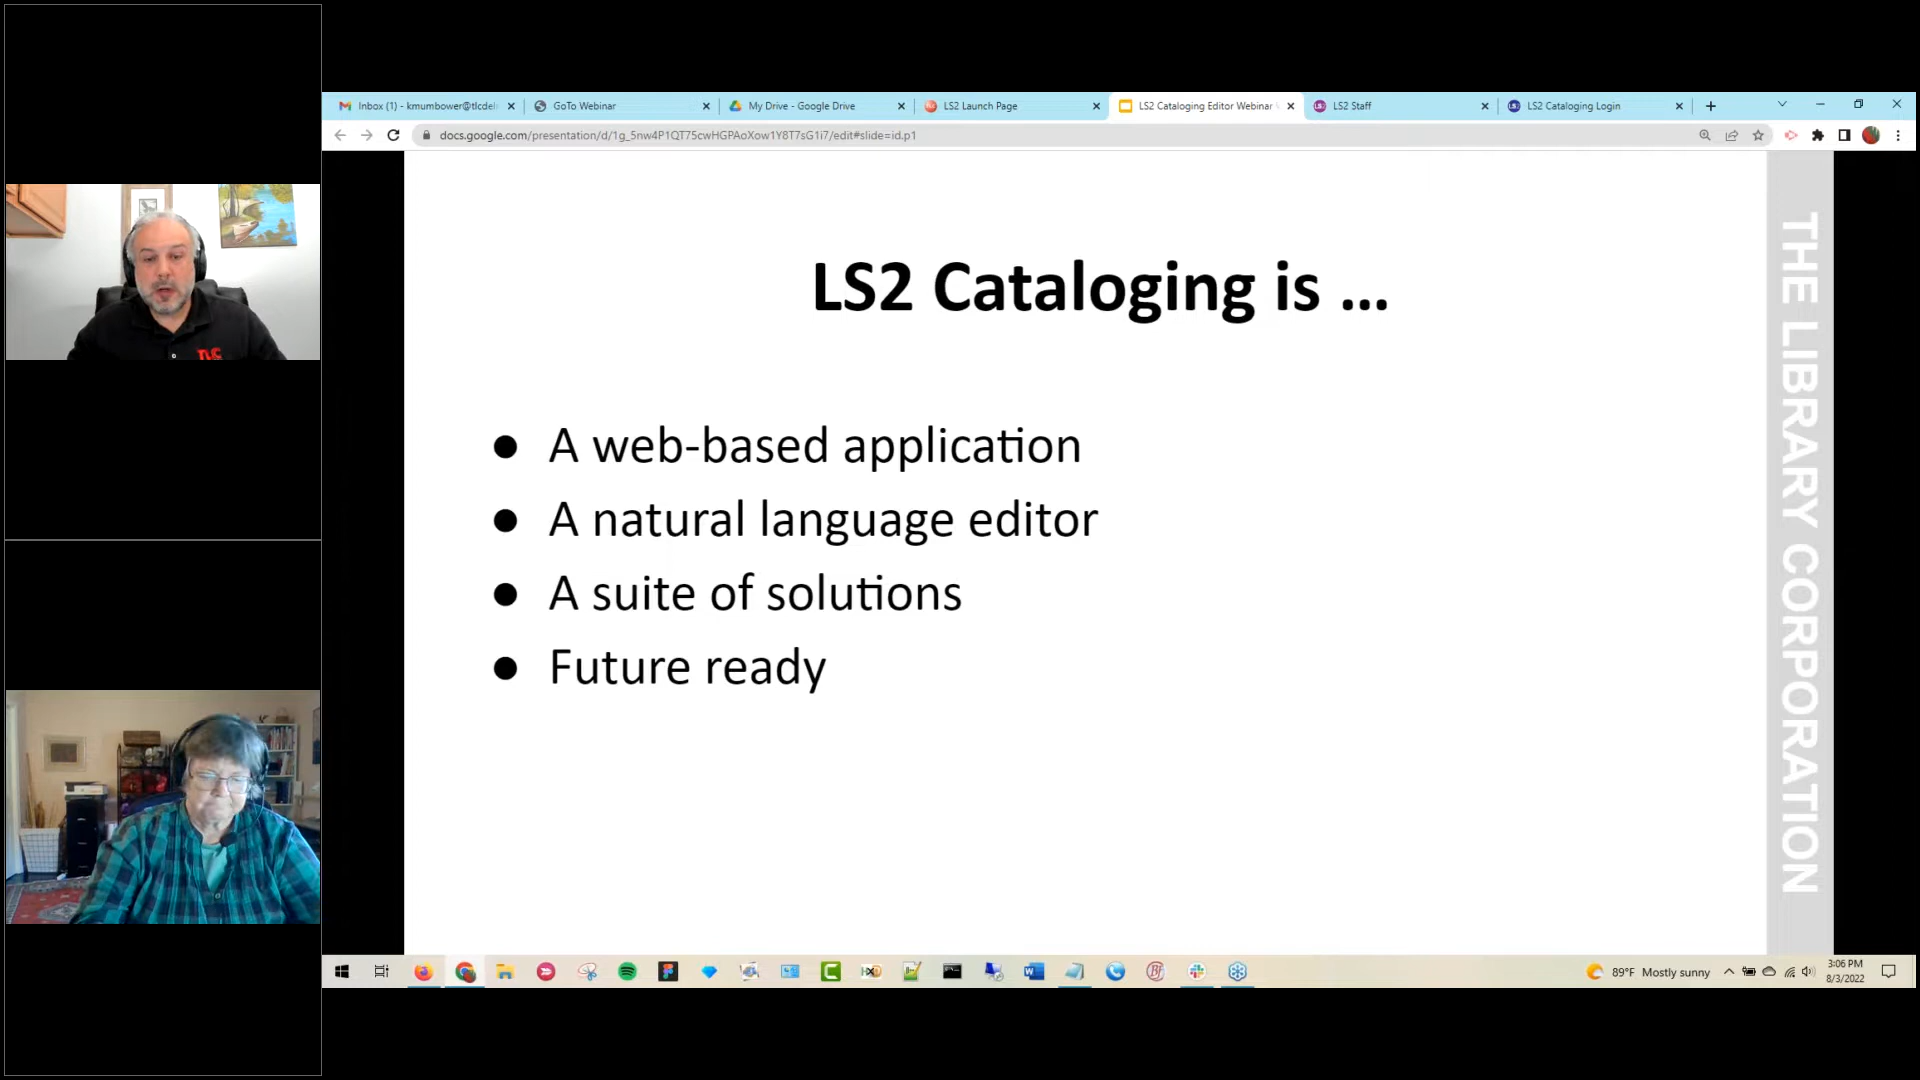 Inbox (1) - kmumbower@tlcdel
GoTo Webinar
My Drive - Google Drive
LS2 Launch Page
LS2 Cataloging Editor Webinar
LS2 Staff
LS2 Cataloging Login
docs.google.com/presentation/d/1g_5nw4P1QT75cwHGPAoXow1Y8T7sG1i7/edit#slide=id.p1
LS2 Cataloging is ...
● A web-based application
● A natural language editor
● A suite of solutions
● Future ready
THE LIBRARY CORPORATION
TLC
89°F Mostly sunny
3:06 PM
8/3/2022